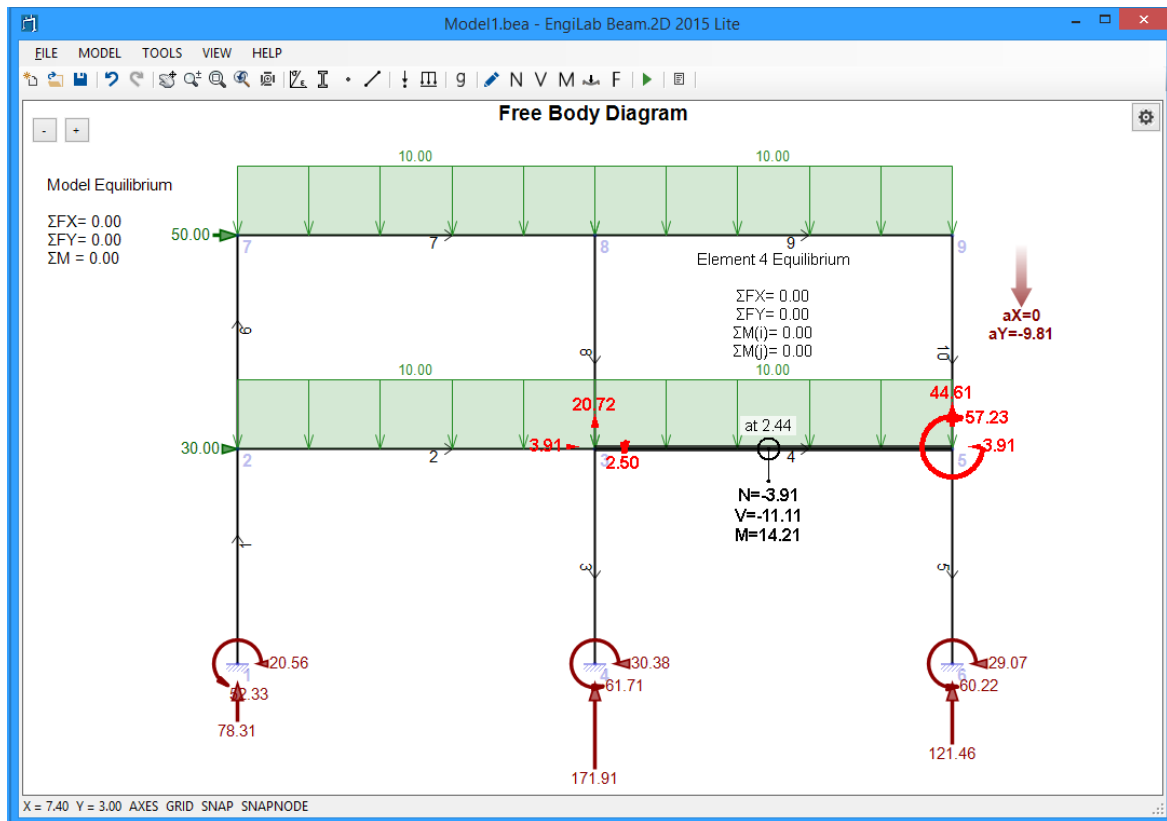 Model1.bea - EngiLab Beam.2D 2015 Lite
FILE MODEL TOOLS VIEW HELP
g N V M F
Free Body Diagram
- +
10.00 10.00
Model Equilibrium
ΣFX= 0.00
ΣFY= 0.00
ΣM = 0.00
50.00
7 7 8 9 9
Element 4 Equilibrium
ΣFX= 0.00
ΣFY= 0.00
ΣM(i)= 0.00
ΣM(j)= 0.00
aX=0
aY=-9.81
6 8 10
10.00 10.00
20.72 44.61
57.23
at 2.44
30.00 3.91 3.91
2 2 3 2.50 4 5
N=-3.91
V=-11.11
M=14.21
1 3 5
20.56 30.38 29.07
1 4 6
52.33 61.71 60.22
78.31 171.91 121.46
X = 7.40 Y = 3.00 AXES GRID SNAP SNAPNODE